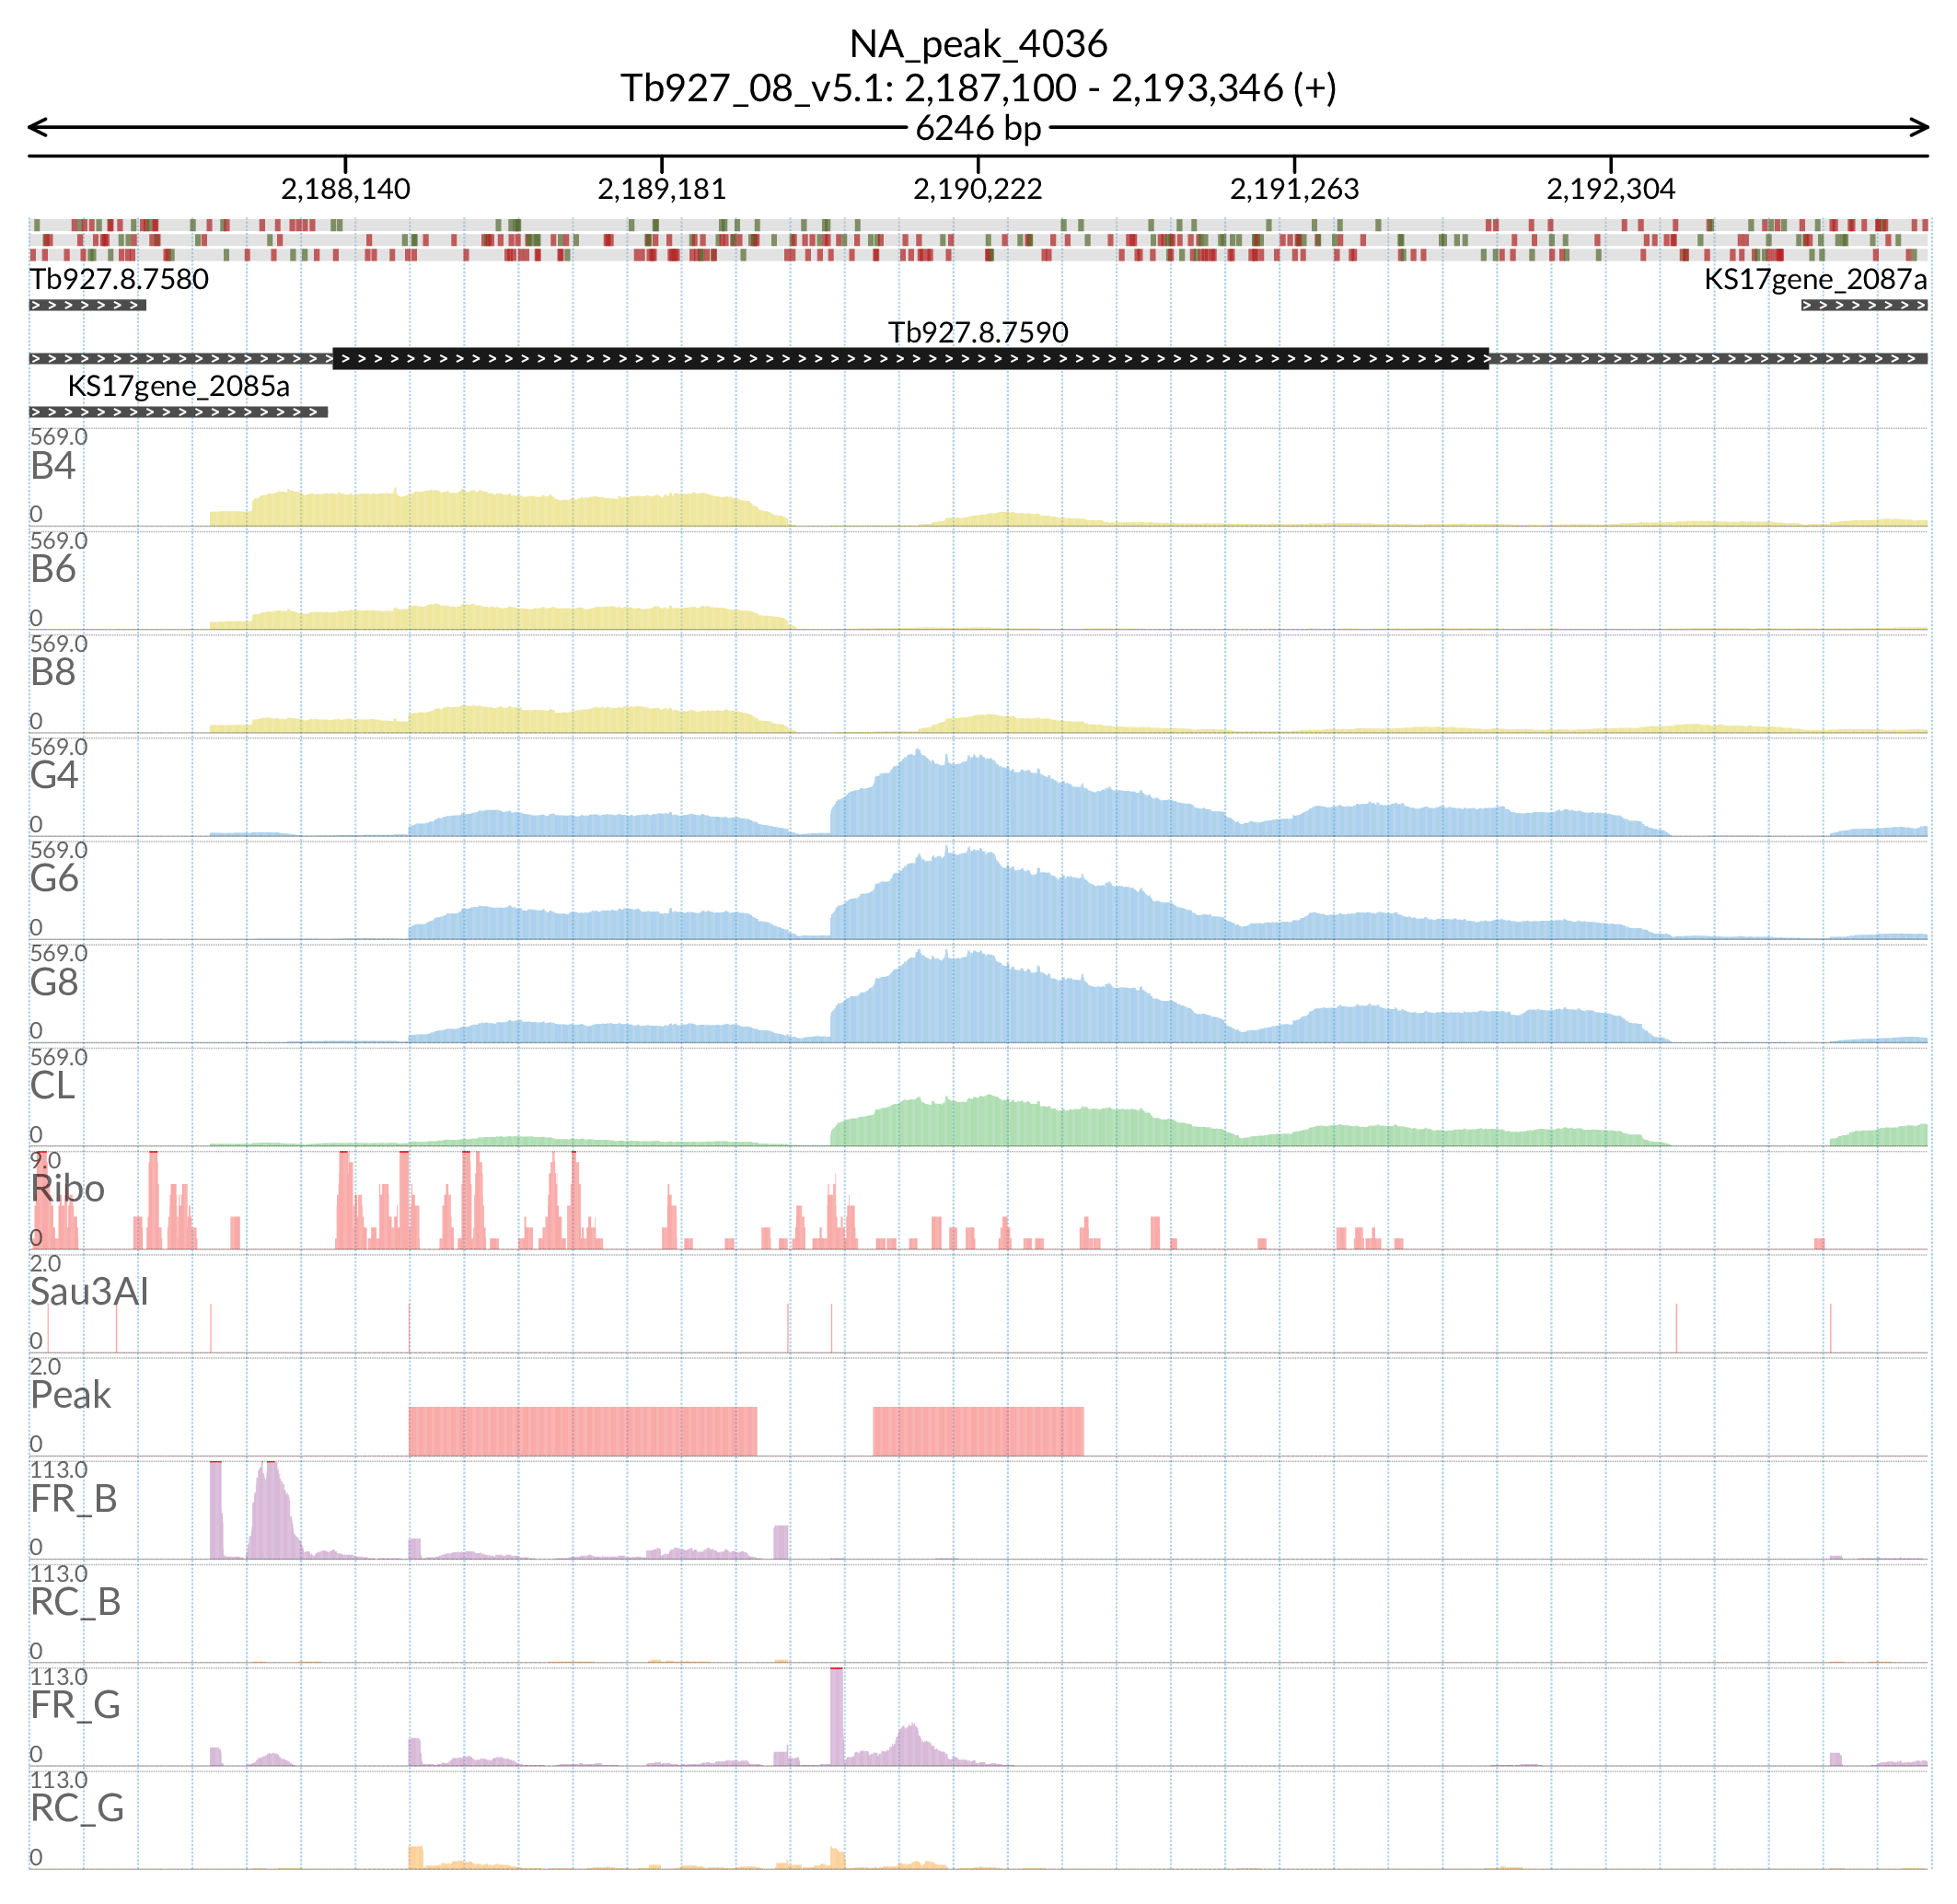 NA_peak_4036
Tb927_08_v5.1: 2,187,100 - 2,193,346 (+)
6246 bp
2,188,140 2,189,181 2,190,222 2,191,263 2,192,304
Tb927.8.7580 KS17gene_2087a
Tb927.8.7590
KS17gene_2085a
569.0
B4
0
569.0
B6
0
569.0
B8
0
569.0
G4
0
569.0
G6
0
569.0
G8
0
569.0
CL
0
9.0
Ribo
0
2.0
Sau3AI
0
2.0
Peak
0
113.0
FR_B
0
113.0
RC_B
0
113.0
FR_G
0
113.0
RC_G
0